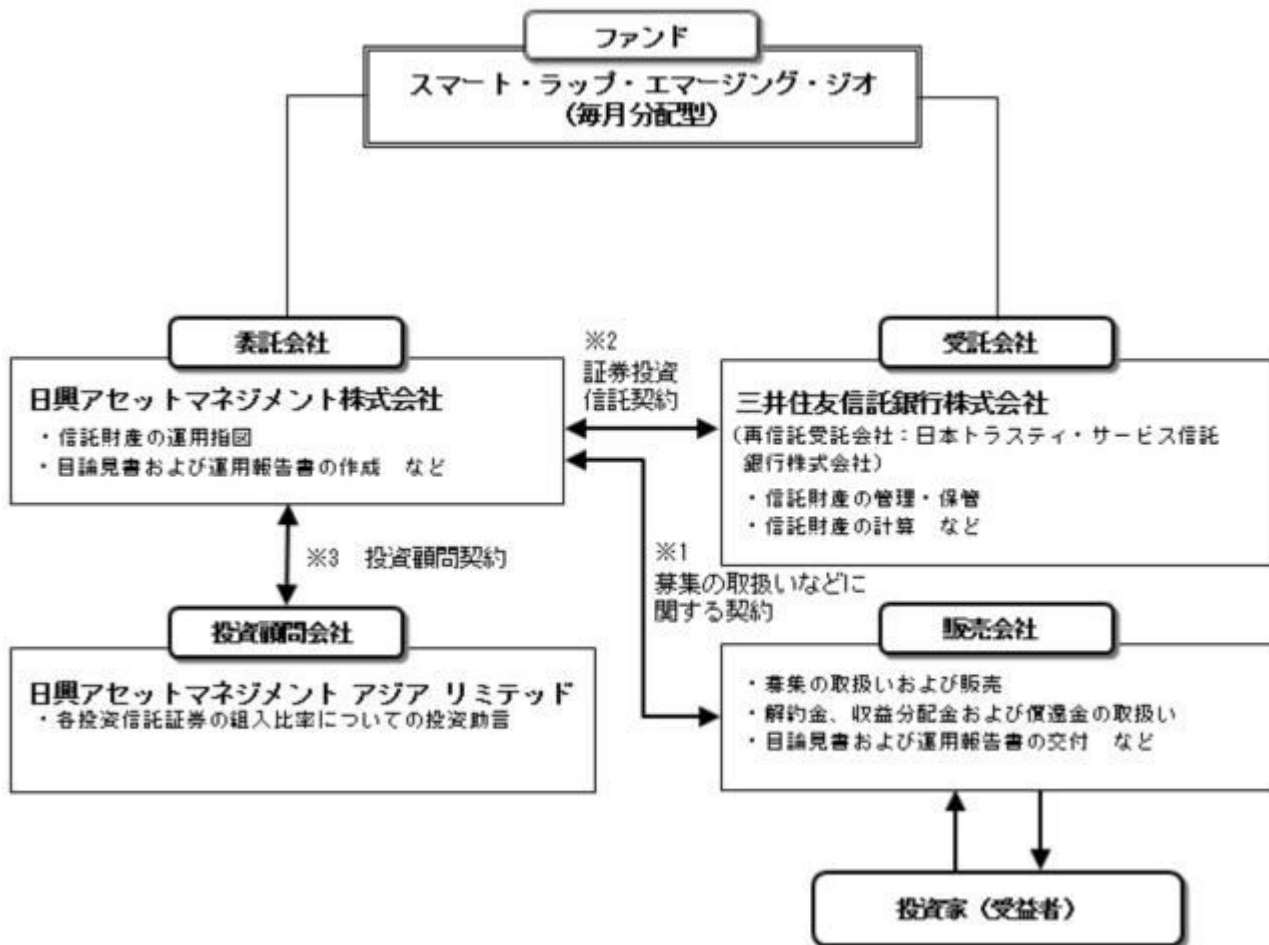 ファンド
スマート・ラップ・エマージング・ジオ
(毎月分配型)
委託会社
日興アセットマネジメント株式会社
・信託財産の運用指図
・目論見書および運用報告書の作成　など
※2
証券投資
信託契約
受託会社
三井住友信託銀行株式会社
(再信託受託会社：日本トラスティ・サービス信託
銀行株式会社)
・信託財産の管理・保管
・信託財産の計算　など
※3　投資顧問契約
※1
募集の取扱いなどに
関する契約
投資顧問会社
日興アセットマネジメント アジア リミテッド
・各投資信託証券の組入比率についての投資助言
販売会社
・募集の取扱いおよび販売
・解約金、収益分配金および償還金の取扱い
・目論見書および運用報告書の交付　など
投資家（受益者）